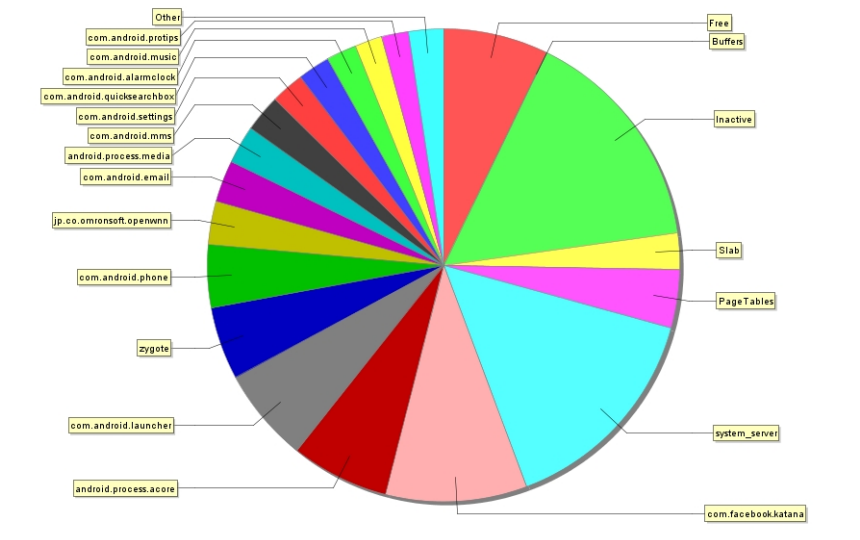 Other
com.android.protips
com.android.music
com.android.alarmclock
com.android.quicksearchbox
com.android.settings
com.android.mms
android.process.media
com.android.email
jp.co.omronsoft.openwnn
com.android.phone
zygote
com.android.launcher
android.process.acore
Free
Buffers
Inactive
Slab
PageTables
system_server
com.facebook.katana